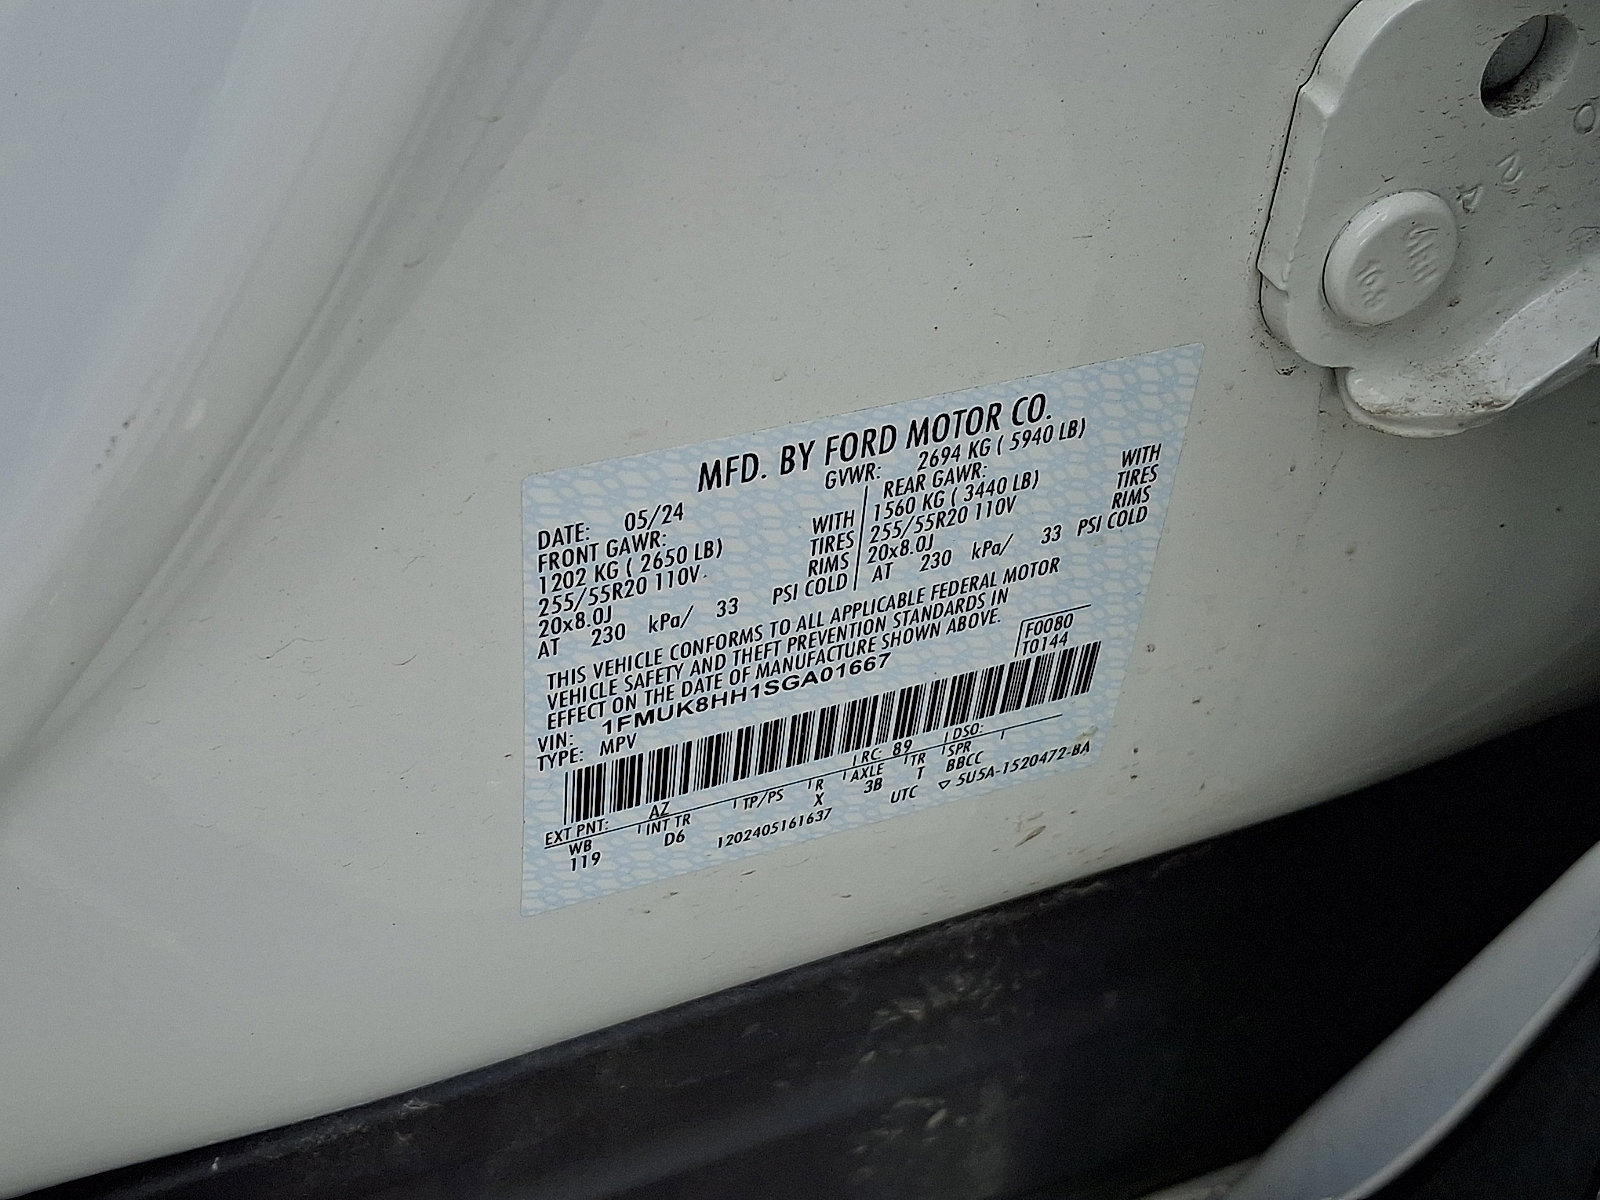 MFD. BY FORD MOTOR CO.
DATE: 05/24 GVWR: 2694 KG ( 5940 LB)
FRONT GAWR: REAR GAWR:
1202 KG ( 2650 LB) WITH 1560 KG ( 3440 LB) WITH
255/55R20 110V TIRES 255/55R20 110V TIRES
20x8.0J RIMS 20x8.0J RIMS
AT 230 kPa/ 33 PSI COLD AT 230 kPa/ 33 PSI COLD
THIS VEHICLE CONFORMS TO ALL APPLICABLE FEDERAL MOTOR
VEHICLE SAFETY AND THEFT PREVENTION STANDARDS IN
EFFECT ON THE DATE OF MANUFACTURE SHOWN ABOVE.
F0080
T0144
VIN: 1FMUK8HH1SGA01667
TYPE: MPV
EXT PNT: AZ RC: 89 DSO:
WB INT TR TP/PS R AXLE TR SPR
119 D6 X 3B T BBCC
1202405161637 UTC ▽ 5U5A-1520472-BA